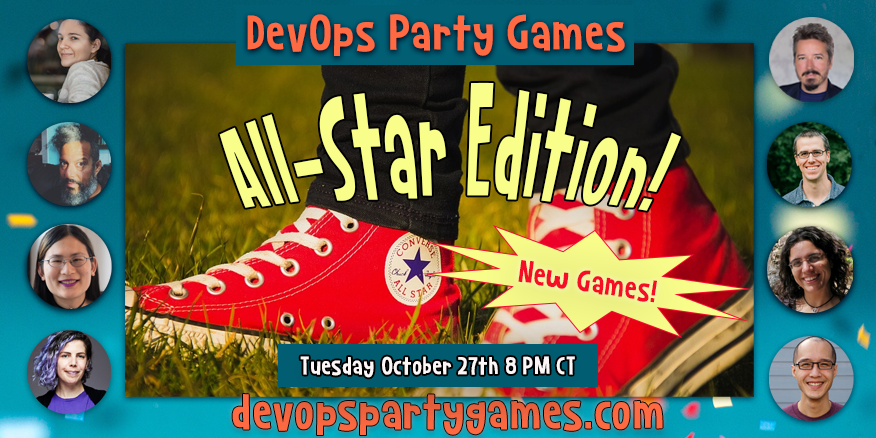 DevOps Party Games
All-Star Edition!
CONVERSE
Chuck
ALL STAR
New Games!
Tuesday October 27th 8 PM CT
devopspartygames.com